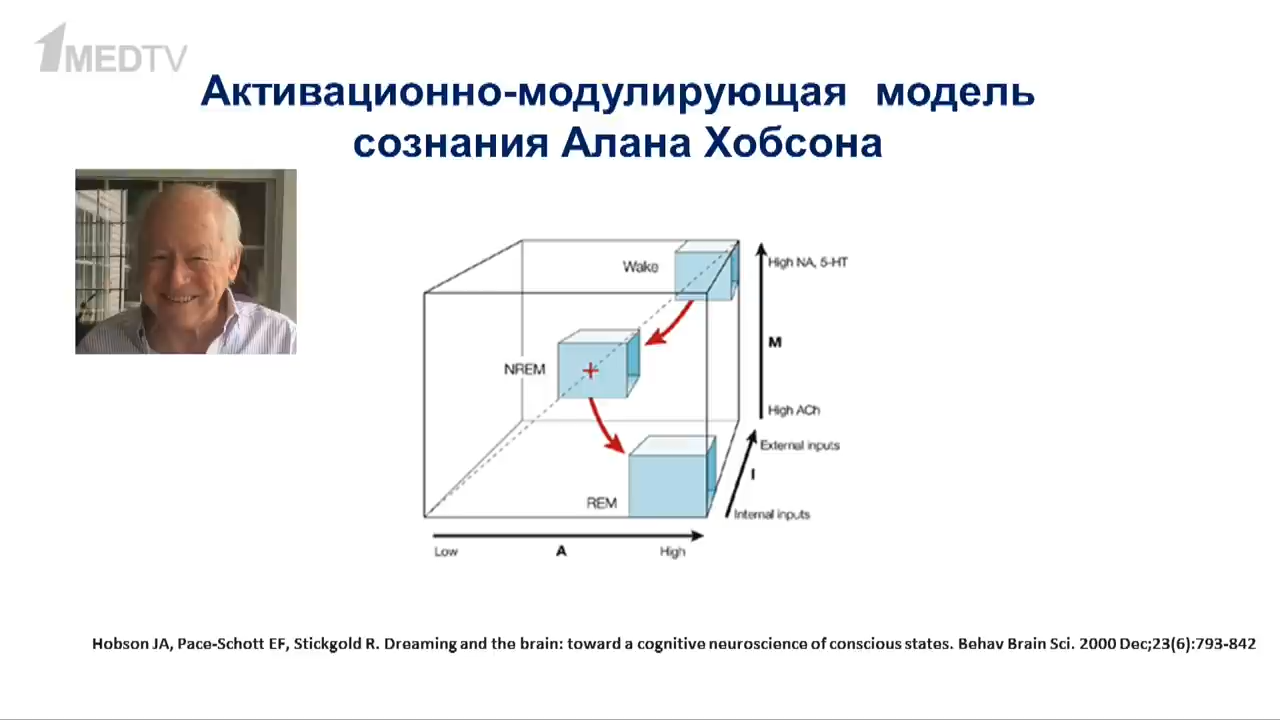 1MEDTV
Активационно-модулирующая модель
сознания Алана Хобсона
Wake
High NA, 5-HT
M
NREM
High ACh
External inputs
I
REM
Internal inputs
Low
A
High
Hobson JA, Pace-Schott EF, Stickgold R. Dreaming and the brain: toward a cognitive neuroscience of conscious states. Behav Brain Sci. 2000 Dec;23(6):793-842